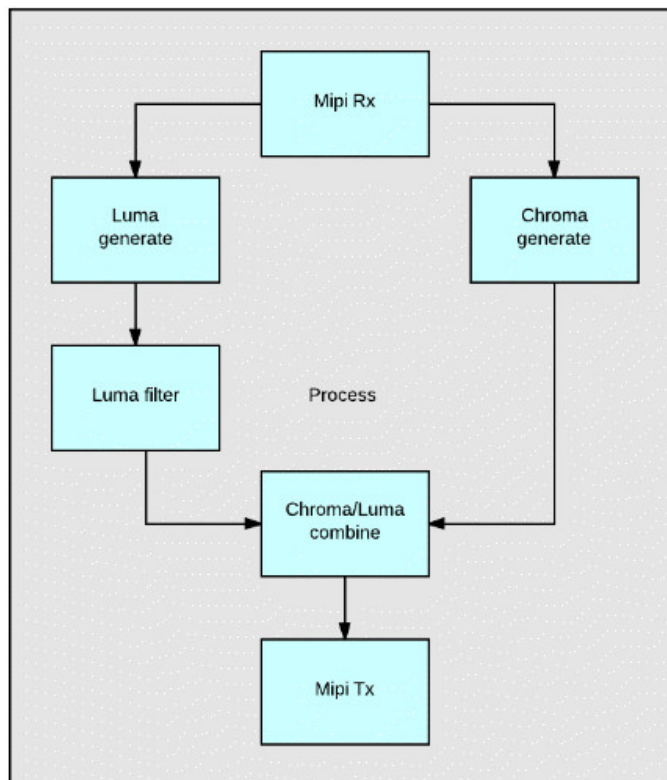 Mipi Rx
Luma
generate
Chroma
generate
Luma filter
Process
Chroma/Luma
combine
Mipi Tx